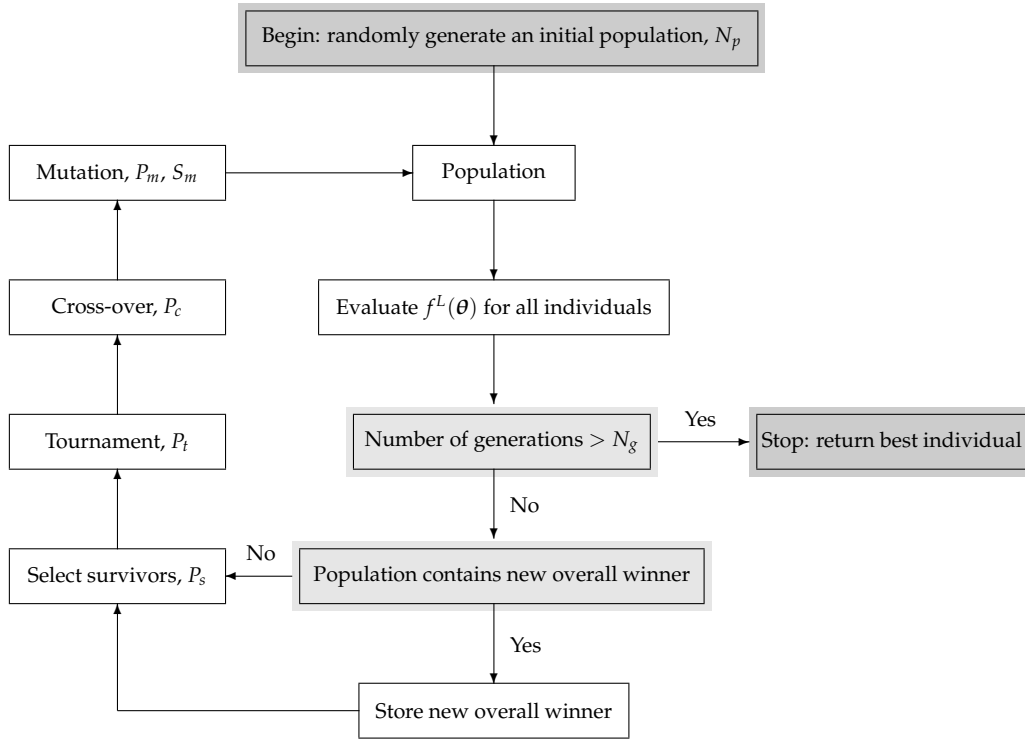 Begin: randomly generate an initial population, N_p
Mutation, P_m, S_m
Population
Cross-over, P_c
Evaluate f^L(θ) for all individuals
Yes
Tournament, P_t
Number of generations > N_g
Stop: return best individual
No
No
Select survivors, P_s
Population contains new overall winner
Yes
Store new overall winner